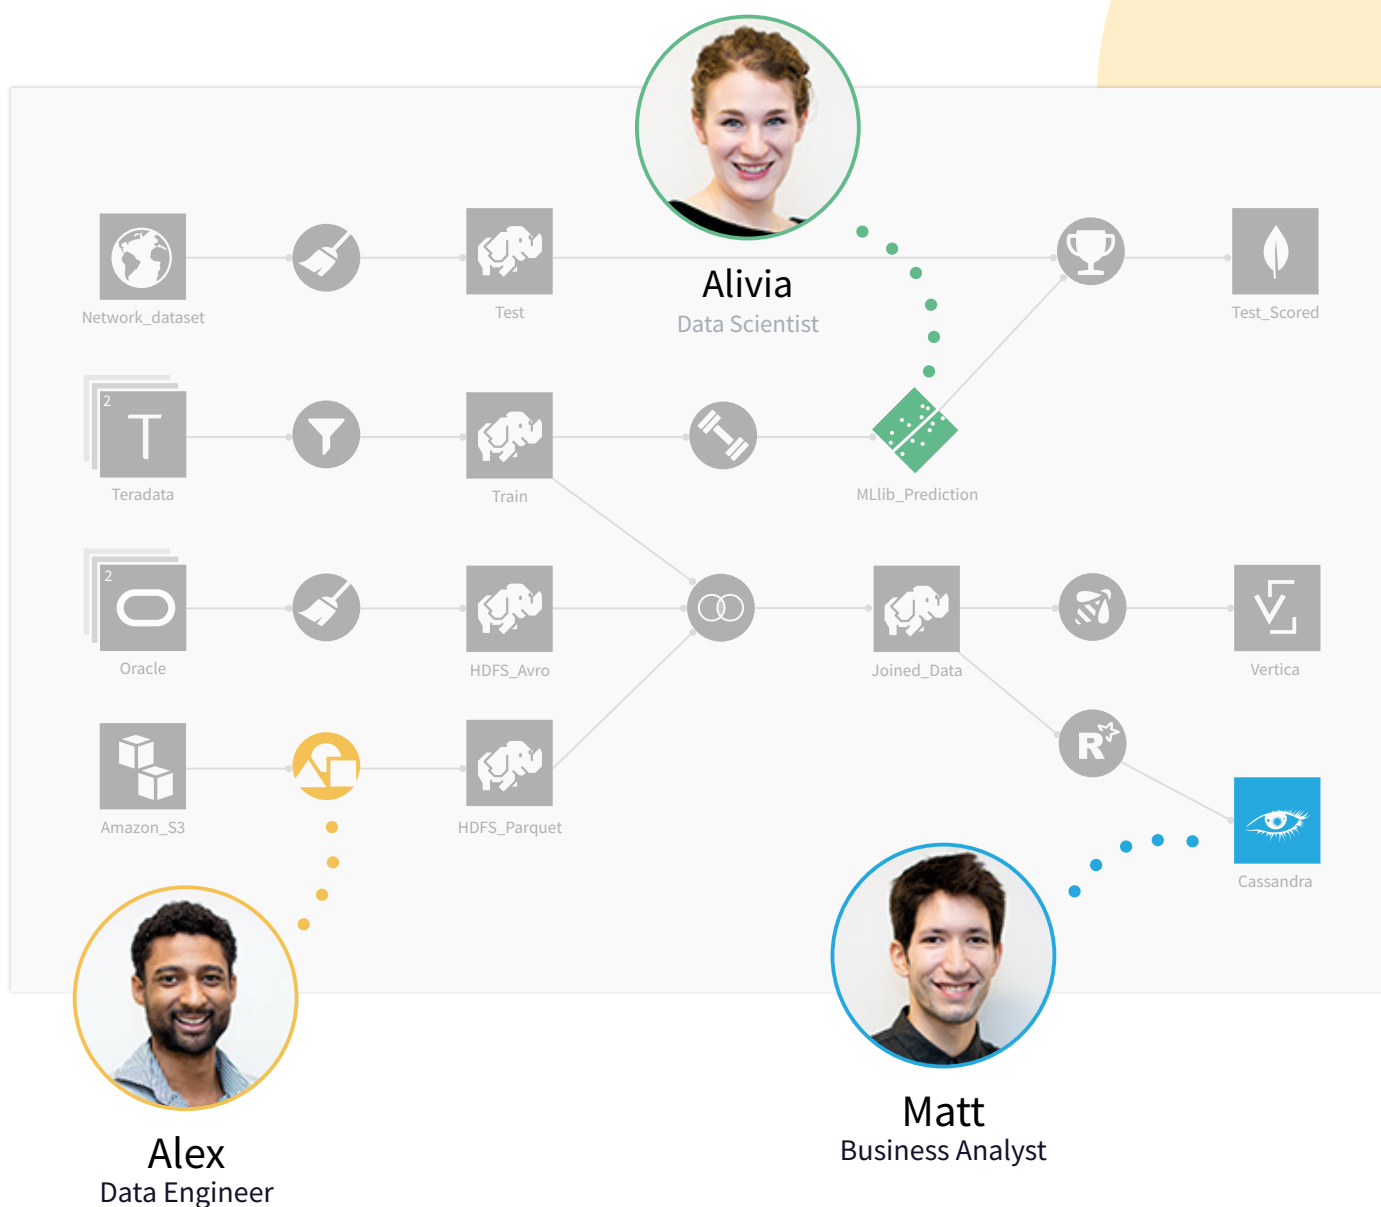 Alivia
Data Scientist
Network_dataset
Test
Test_Scored
2
T
Teradata
Train
MLlib_Prediction
2
Oracle
HDFS_Avro
Joined_Data
Vertica
R
Amazon_S3
HDFS_Parquet
Cassandra
Alex
Data Engineer
Matt
Business Analyst